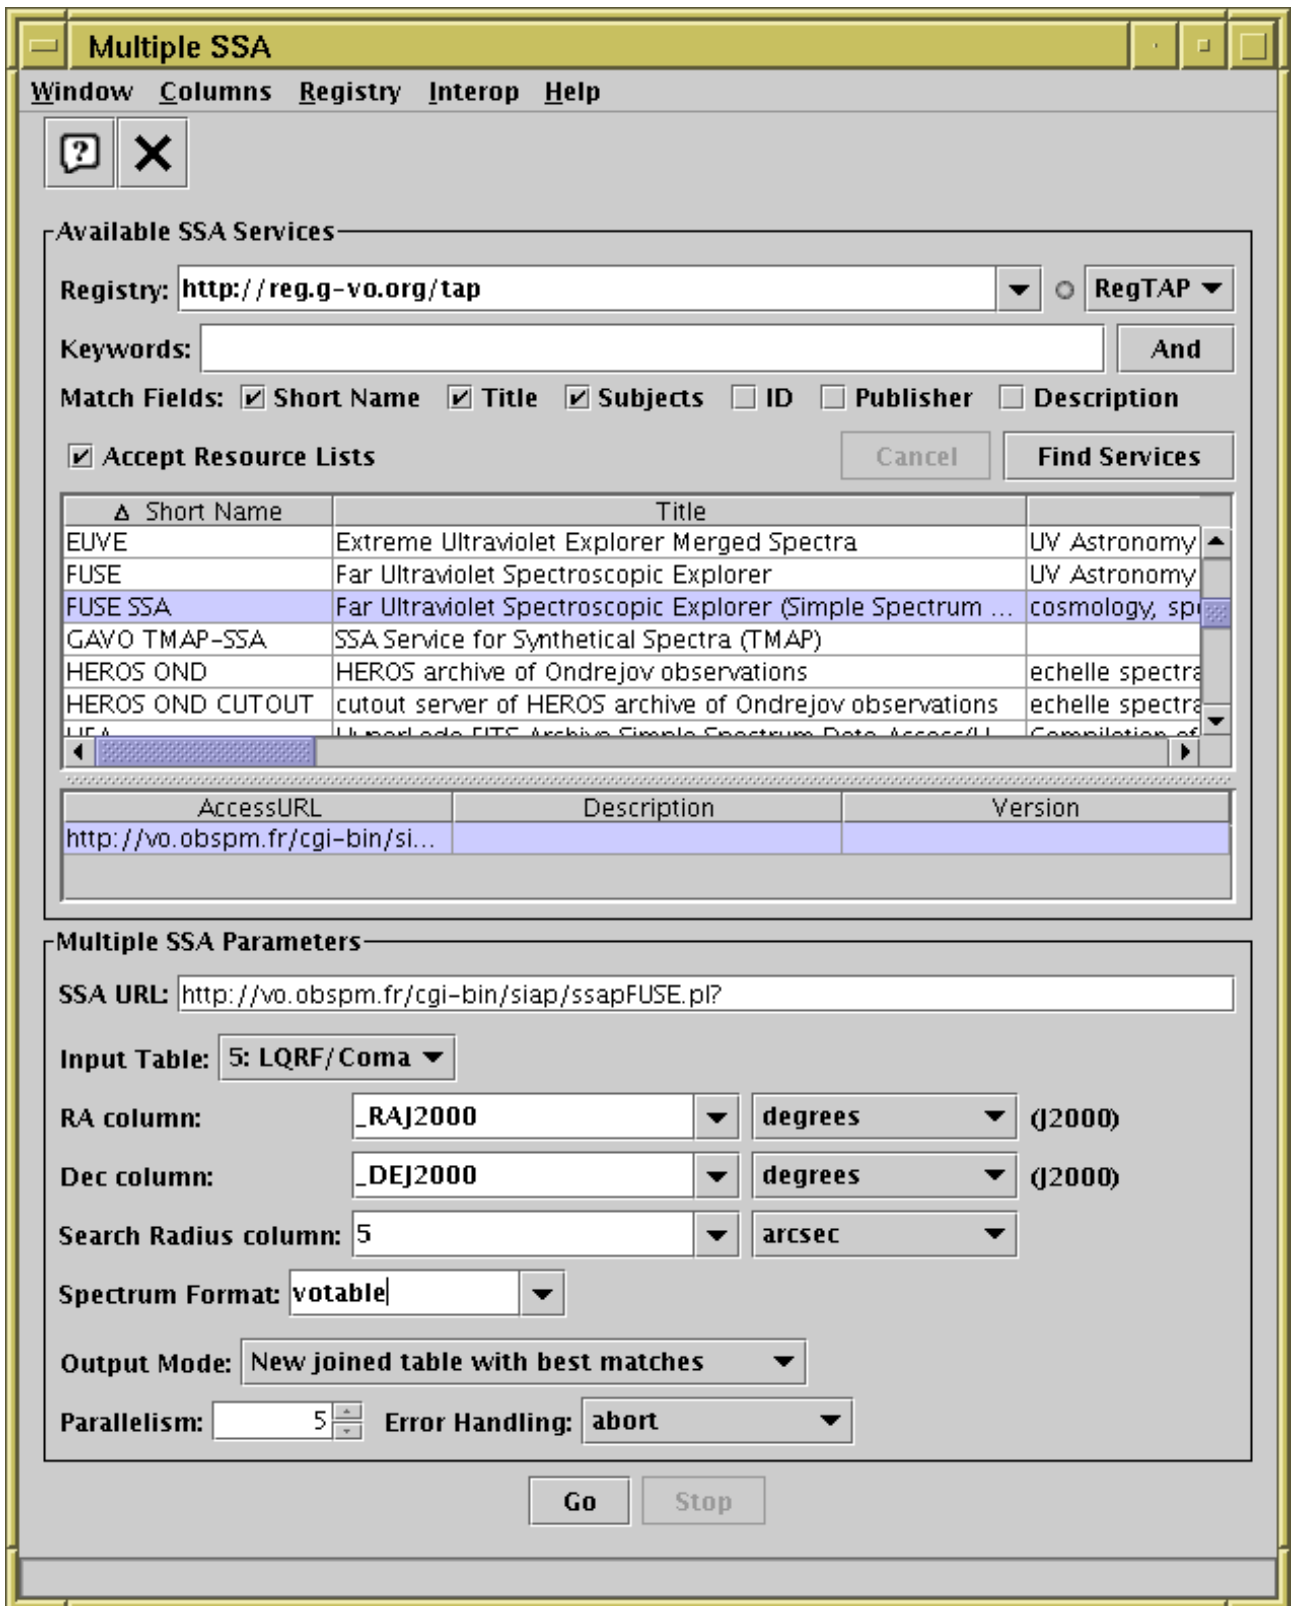 Multiple SSA
Window Columns Registry Interop Help
Available SSA Services
Registry: http://reg.g-vo.org/tap RegTAP
Keywords: And
Match Fields: Short Name Title Subjects ID Publisher Description
Accept Resource Lists Cancel Find Services
Short Name Title
EUVE Extreme Ultraviolet Explorer Merged Spectra UV Astronomy
FUSE Far Ultraviolet Spectroscopic Explorer UV Astronomy
FUSE SSA Far Ultraviolet Spectroscopic Explorer (Simple Spectrum ... cosmology, spe
GAVO TMAP-SSA SSA Service for Synthetical Spectra (TMAP)
HEROS OND HEROS archive of Ondrejov observations echelle spectra
HEROS OND CUTOUT cutout server of HEROS archive of Ondrejov observations echelle spectra
AccessURL Description Version
http://vo.obspm.fr/cgi-bin/si...
Multiple SSA Parameters
SSA URL: http://vo.obspm.fr/cgi-bin/siap/ssapFUSE.pl?
Input Table: 5: LQRF/Coma
RA column: _RAJ2000 degrees (J2000)
Dec column: _DEJ2000 degrees (J2000)
Search Radius column: 5 arcsec
Spectrum Format: votable
Output Mode: New joined table with best matches
Parallelism: 5 Error Handling: abort
Go Stop